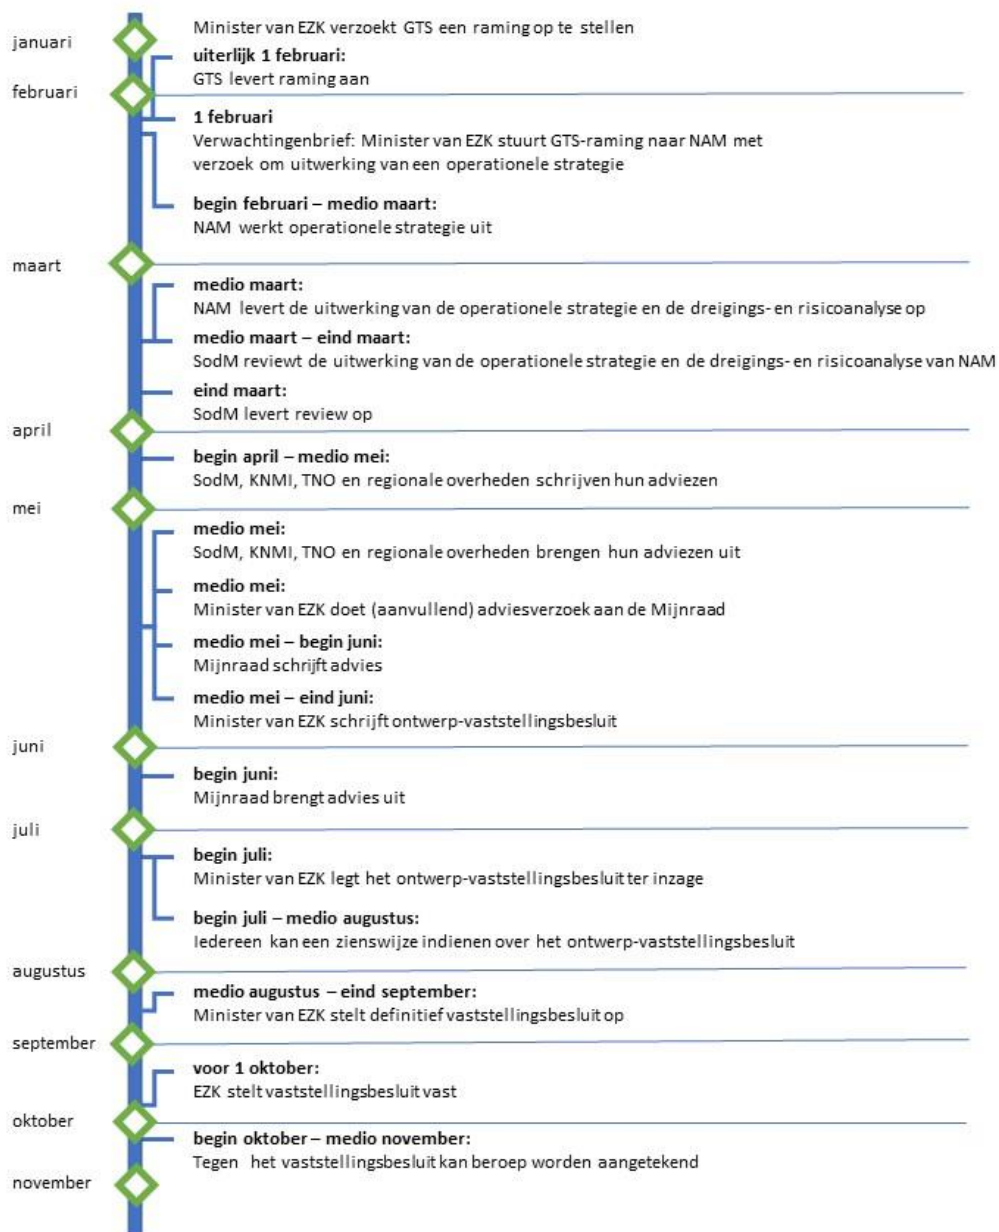 januari
Minister van EZK verzoekt GTS een raming op te stellen
uiterlijk 1 februari:
GTS levert raming aan
februari
1 februari
Verwachtingenbrief: Minister van EZK stuurt GTS-raming naar NAM met
verzoek om uitwerking van een operationele strategie
begin februari – medio maart:
NAM werkt operationele strategie uit
maart
medio maart:
NAM levert de uitwerking van de operationele strategie en de dreigings- en risicoanalyse op
medio maart – eind maart:
SodM reviewt de uitwerking van de operationele strategie en de dreigings- en risicoanalyse van NAM
eind maart:
SodM levert review op
april
begin april – medio mei:
SodM, KNMI, TNO en regionale overheden schrijven hun adviezen
mei
medio mei:
SodM, KNMI, TNO en regionale overheden brengen hun adviezen uit
medio mei:
Minister van EZK doet (aanvullend) adviesverzoek aan de Mijnraad
medio mei – begin juni:
Mijnraad schrijft advies
medio mei – eind juni:
Minister van EZK schrijft ontwerp-vaststellingsbesluit
juni
begin juni:
Mijnraad brengt advies uit
juli
begin juli:
Minister van EZK legt het ontwerp-vaststellingsbesluit ter inzage
begin juli – medio augustus:
Iedereen kan een zienswijze indienen over het ontwerp-vaststellingsbesluit
augustus
medio augustus – eind september:
Minister van EZK stelt definitief vaststellingsbesluit op
september
voor 1 oktober:
EZK stelt vaststellingsbesluit vast
oktober
begin oktober – medio november:
Tegen het vaststellingsbesluit kan beroep worden aangetekend
november